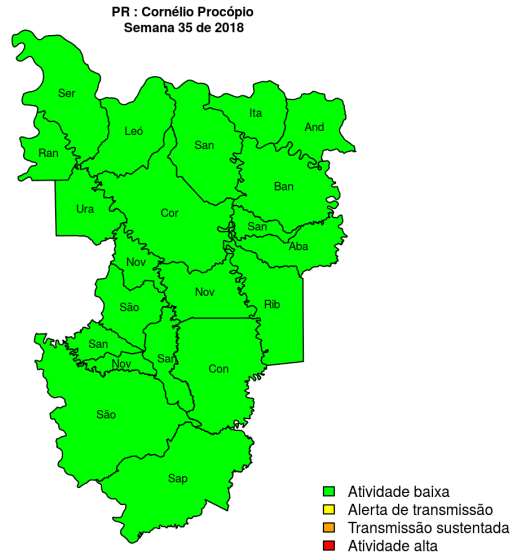 PR : Cornélio Procópio
Semana 35 de 2018
Ser
Ita
And
Leó
San
Ran
Ban
Ura
Cor
San
Aba
Nov
Nov
Rib
São
San
San
Nov
Con
São
Sap
Atividade baixa
Alerta de transmissão
Transmissão sustentada
Atividade alta